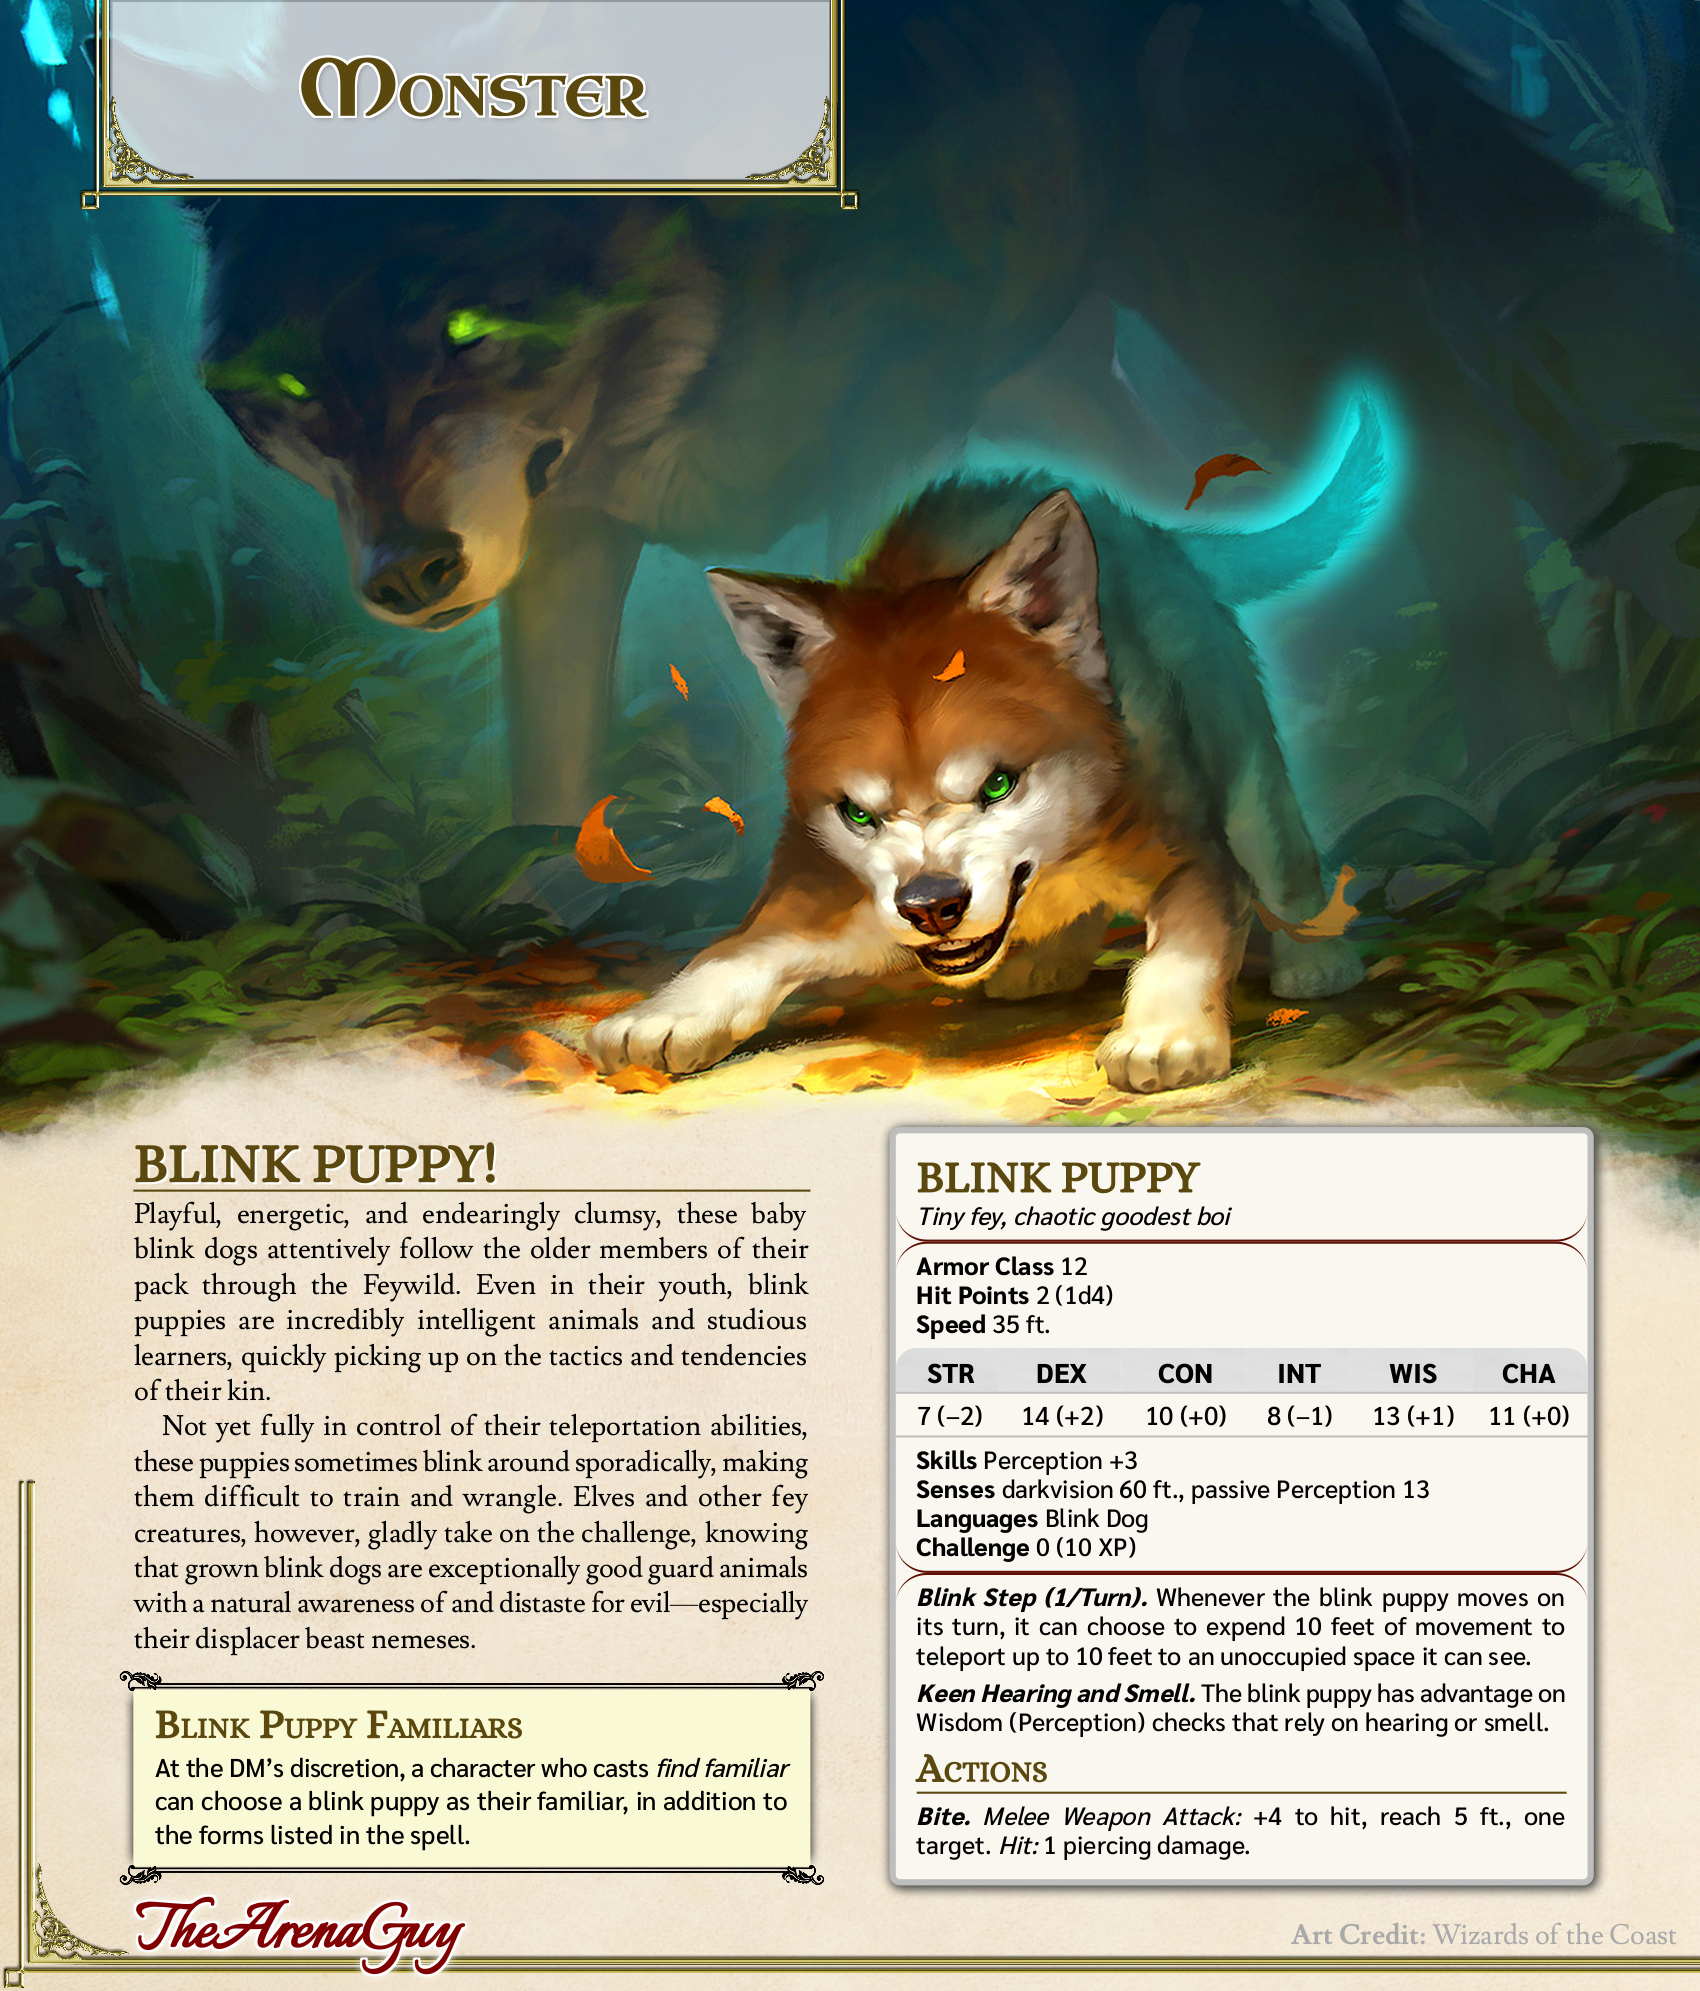 Monster
BLINK PUPPY!
Playful, energetic, and endearingly clumsy, these baby
blink dogs attentively follow the older members of their
pack through the Feywild. Even in their youth, blink
puppies are incredibly intelligent animals and studious
learners, quickly picking up on the tactics and tendencies
of their kin.
Not yet fully in control of their teleportation abilities,
these puppies sometimes blink around sporadically, making
them difficult to train and wrangle. Elves and other fey
creatures, however, gladly take on the challenge, knowing
that grown blink dogs are exceptionally good guard animals
with a natural awareness of and distaste for evil—especially
their displacer beast nemeses.
Blink Puppy Familiars
At the DM’s discretion, a character who casts find familiar
can choose a blink puppy as their familiar, in addition to
the forms listed in the spell.
TheArenaGuy
BLINK PUPPY
Tiny fey, chaotic goodest boi
Armor Class 12
Hit Points 2 (1d4)
Speed 35 ft.
STR DEX CON INT WIS CHA
7 (−2) 14 (+2) 10 (+0) 8 (−1) 13 (+1) 11 (+0)
Skills Perception +3
Senses darkvision 60 ft., passive Perception 13
Languages Blink Dog
Challenge 0 (10 XP)
Blink Step (1/Turn). Whenever the blink puppy moves on
its turn, it can choose to expend 10 feet of movement to
teleport up to 10 feet to an unoccupied space it can see.
Keen Hearing and Smell. The blink puppy has advantage on
Wisdom (Perception) checks that rely on hearing or smell.
Actions
Bite. Melee Weapon Attack: +4 to hit, reach 5 ft., one
target. Hit: 1 piercing damage.
Art Credit: Wizards of the Coast